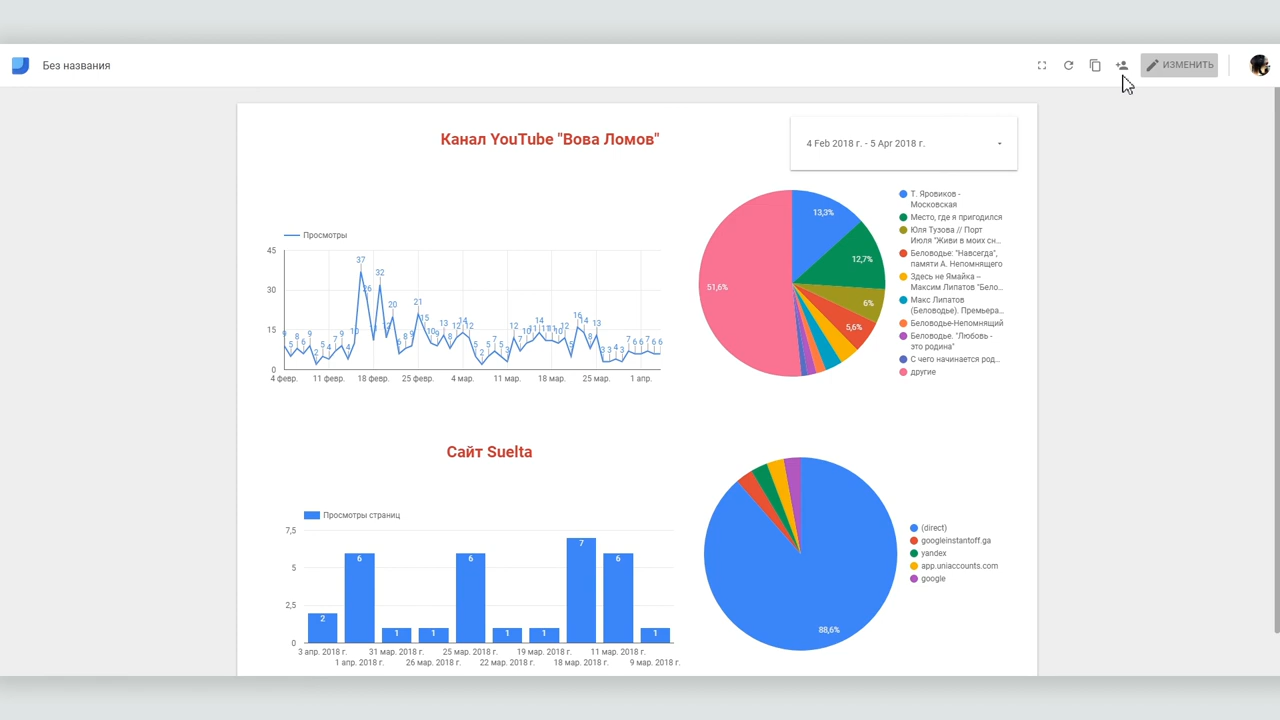 Без названия
ИЗМЕНИТЬ
Канал YouTube "Вова Ломов"
4 Feb 2018 г. - 5 Apr 2018 г.
Просмотры
45
30
15
0
37
26
32
20
21
15
4 февр.
11 февр.
18 февр.
25 февр.
4 мар.
11 мар.
18 мар.
25 мар.
1 апр.
13,3%
12,7%
6%
5,6%
51,6%
Т. Яровиков -
Московская
Место, где я пригодился
Юля Тузова // Порт
Июля "Живи в моих сн...
Беловодье: "Навсегда",
памяти А. Непомнящего
Здесь не Ямайка –
Максим Липатов "Бело...
Макс Липатов
(Беловодье). Премьера...
Беловодье-Непомнящий
Беловодье. "Любовь -
это родина"
С чего начинается род...
другие
Сайт Suelta
Просмотры страниц
7,5
5
2,5
0
2
6
1
1
6
1
1
7
6
1
3 апр. 2018 г.
31 мар. 2018 г.
25 мар. 2018 г.
19 мар. 2018 г.
11 мар. 2018 г.
1 апр. 2018 г.
26 мар. 2018 г.
22 мар. 2018 г.
18 мар. 2018 г.
9 мар. 2018 г.
88,6%
(direct)
googleinstantoff.ga
yandex
app.uniaccounts.com
google